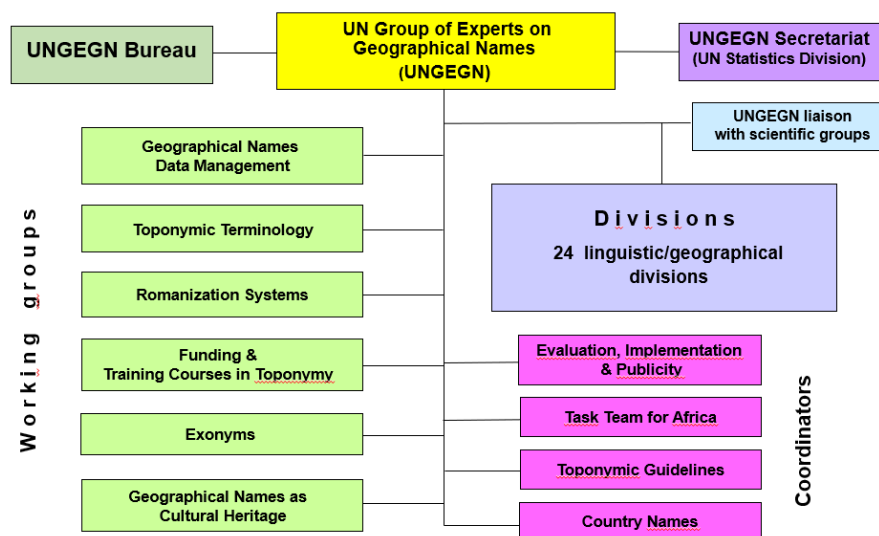 UNGEGN Bureau
UN Group of Experts on
Geographical Names
(UNGEGN)
UNGEGN Secretariat
(UN Statistics Division)
UNGEGN liaison
with scientific groups
Divisions
24 linguistic/geographical
divisions
Working groups
Geographical Names
Data Management
Toponymic Terminology
Romanization Systems
Funding &
Training Courses in Toponymy
Exonyms
Geographical Names as
Cultural Heritage
Evaluation, Implementation
& Publicity
Task Team for Africa
Toponymic Guidelines
Country Names
Coordinators